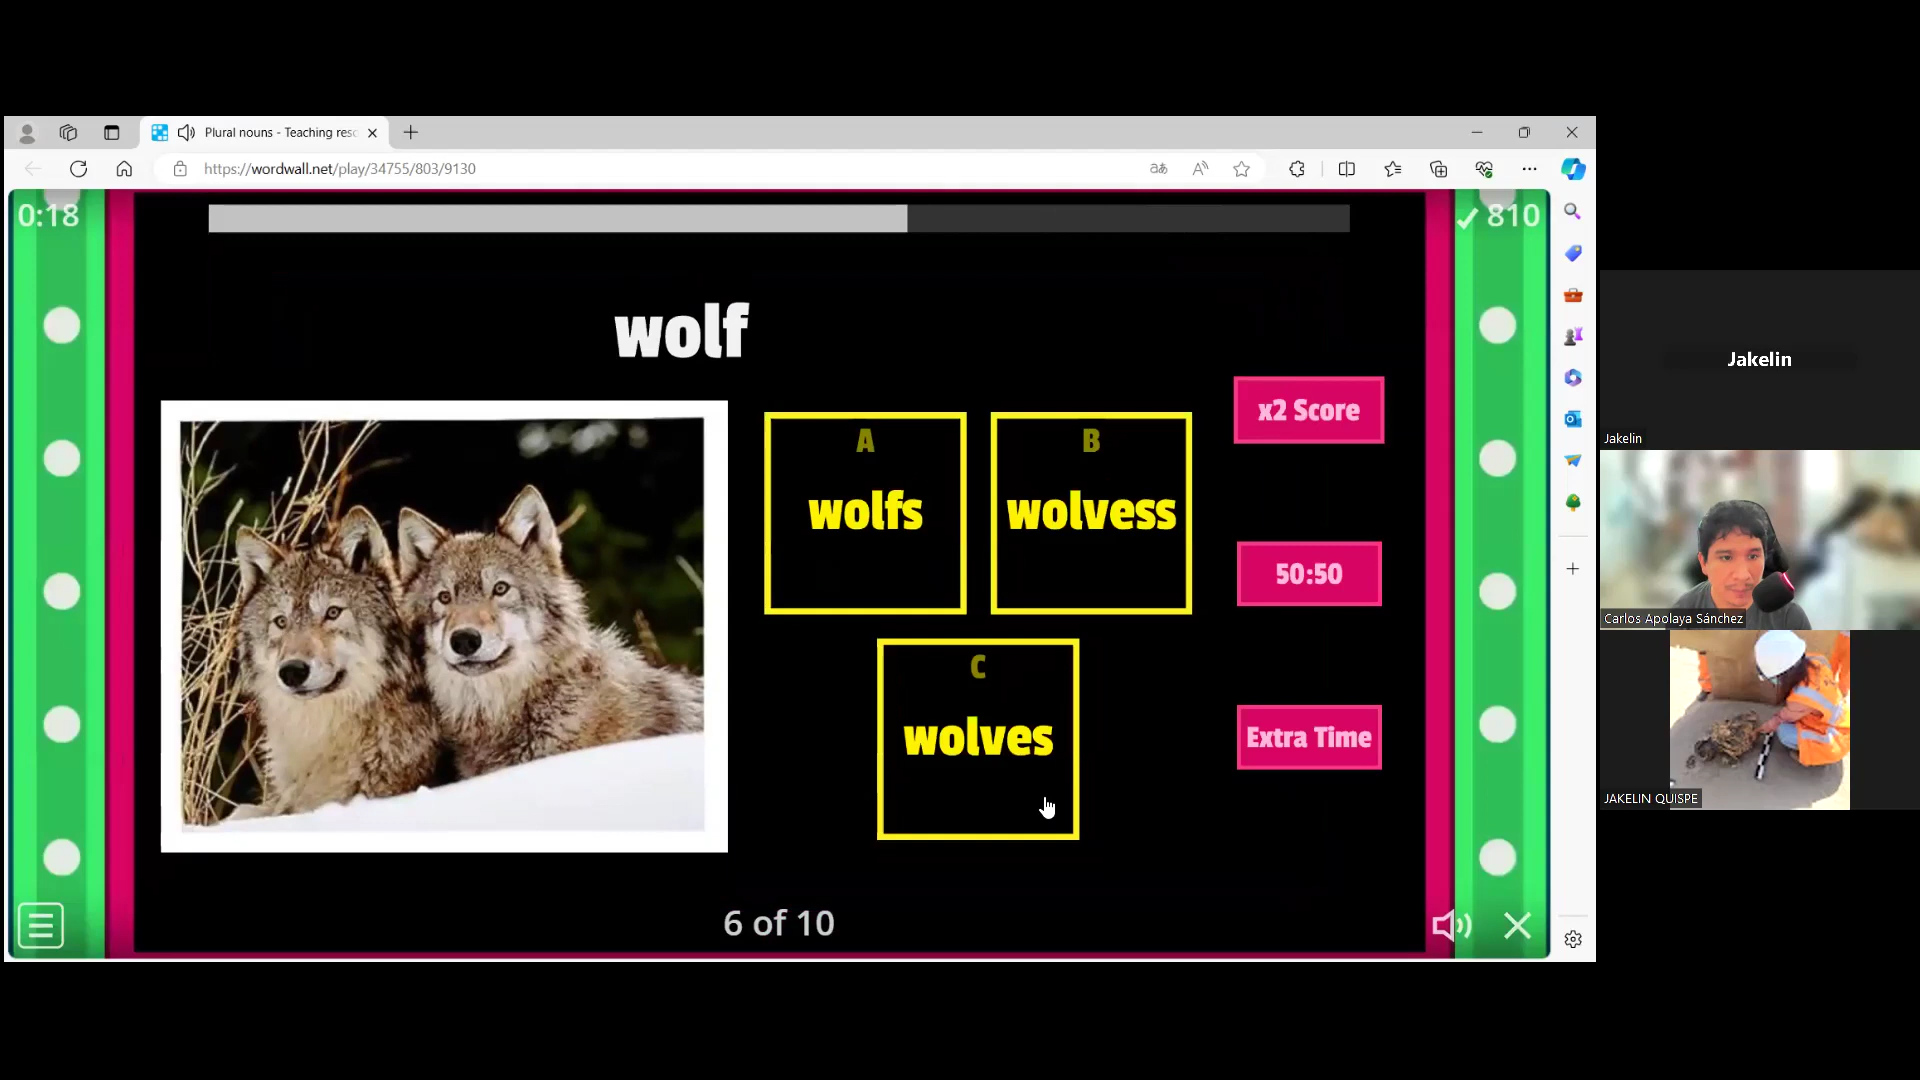 Plural nouns - Teaching reso
https://wordwall.net/play/34755/803/9130
0:18
810
wolf
x2 Score
A
wolfs
B
wolvess
50:50
C
wolves
Extra Time
6 of 10
Jakelin
Jakelin
Carlos Apolaya Sánchez
JAKELIN QUISPE